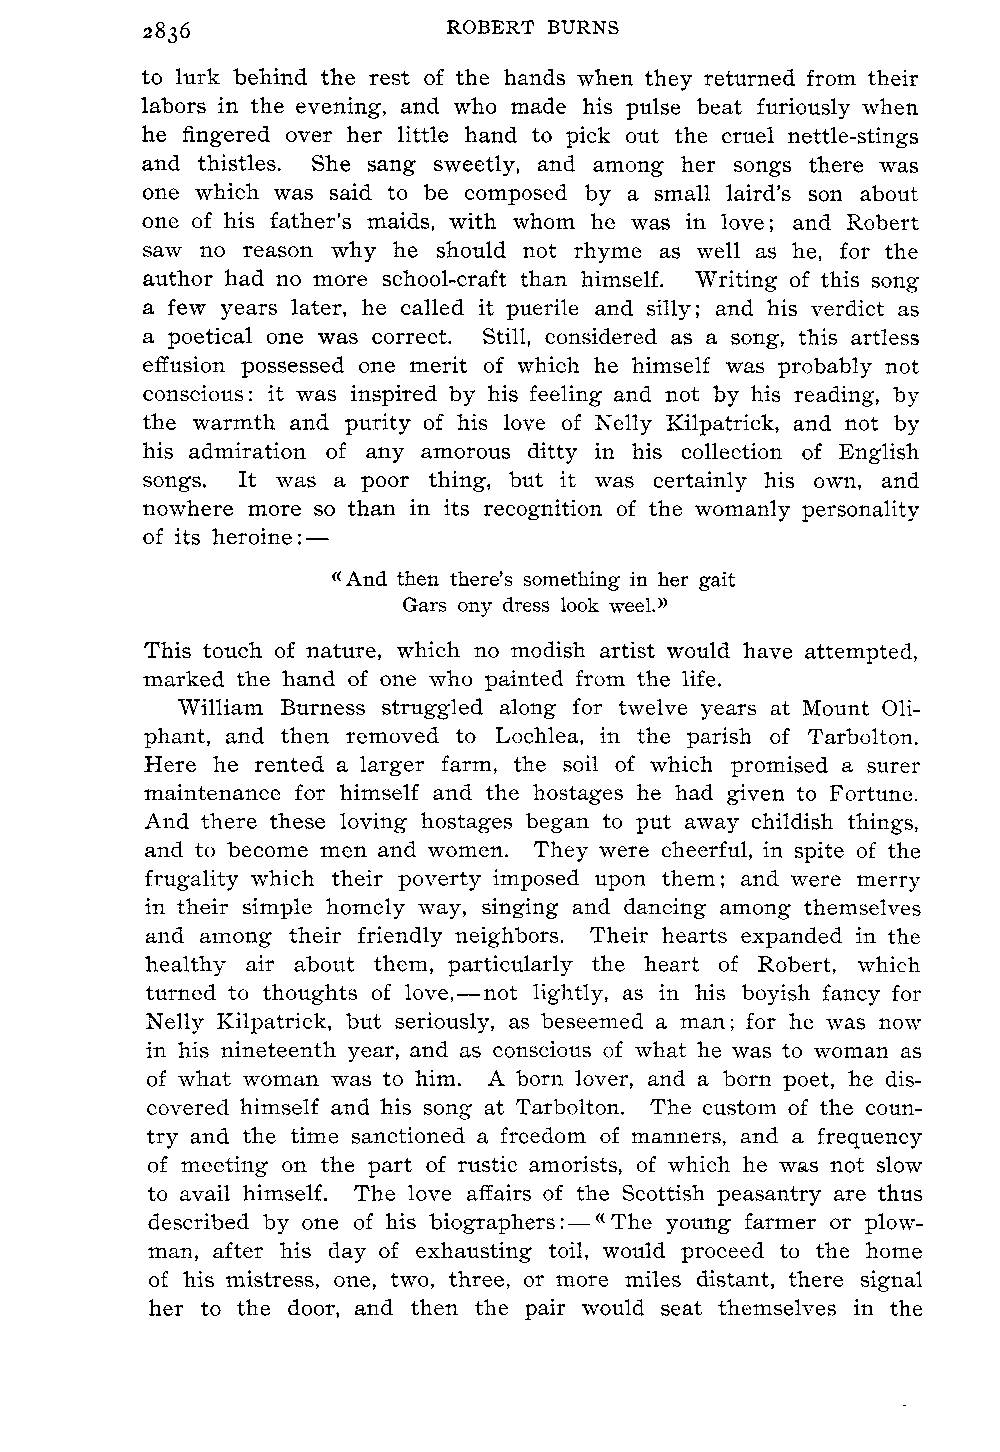 2836 ROBERT BURNS
to lurk behind the rest of the hands when they returned from their
labors in the evening, and who made his pulse beat furiously when
he fingered over her little hand to pick out the cruel nettle-stings
and thistles. She sang sweetly, and among her songs there was
one which was said to be composed by a small laird's son about
one of his father's maids, with whom he was in love; and Robert
saw no reason why he should not rhyme as well as he, for the
author had no more school-craft than himself. Writing of this song
a few years later, he called it puerile and silly; and his verdict as
a poetical one was correct. Still, considered as a song, this artless
effusion possessed one merit of which he himself was probably not
conscious: it was inspired by his feeling and not by his reading, by
the warmth and purity of his love of Nelly Kilpatrick, and not by
his admiration of any amorous ditty in his collection of English
songs. It was a poor thing, but it was certainly his own, and
nowhere more so than in its recognition of the womanly personality
of its heroine:—
«And then there's something in her gait
Gars ony dress look weel.»
This touch of nature, which no modish artist would have attempted,
marked the hand of one who painted from the life.
William Burness struggled along for twelve years at Mount Oli-
phant, and then removed to Lochlea, in the parish of Tarbolton.
Here he rented a larger farm, the soil of which promised a surer
maintenance for himself and the hostages he had given to Fortune.
And there these loving hostages began to put away childish things,
and to become men and women. They were cheerful, in spite of the
frugality which their poverty imposed upon them; and were merry
in their simple homely way, singing and dancing among themselves
and among their friendly neighbors. Their hearts expanded in the
healthy air about them, particularly the heart of Robert, which
turned to thoughts of love,—not lightly, as in his boyish fancy for
Nelly Kilpatrick, but seriously, as beseemed a man; for he was now
in his nineteenth year, and as conscious of what he was to woman as
of what woman was to him. A born lover, and a born poet, he dis-
covered himself and his song at Tarbolton. The custom of the coun-
try and the time sanctioned a freedom of manners, and a frequency
of meeting on the part of rustic amorists, of which he was not slow
to avail himself. The love affairs of the Scottish peasantry are thus
described by one of his biographers:—«The young farmer or plow-
man, after his day of exhausting toil, would proceed to the home
of his mistress, one, two, three, or more miles distant, there signal
her to the door, and then the pair would seat themselves in the